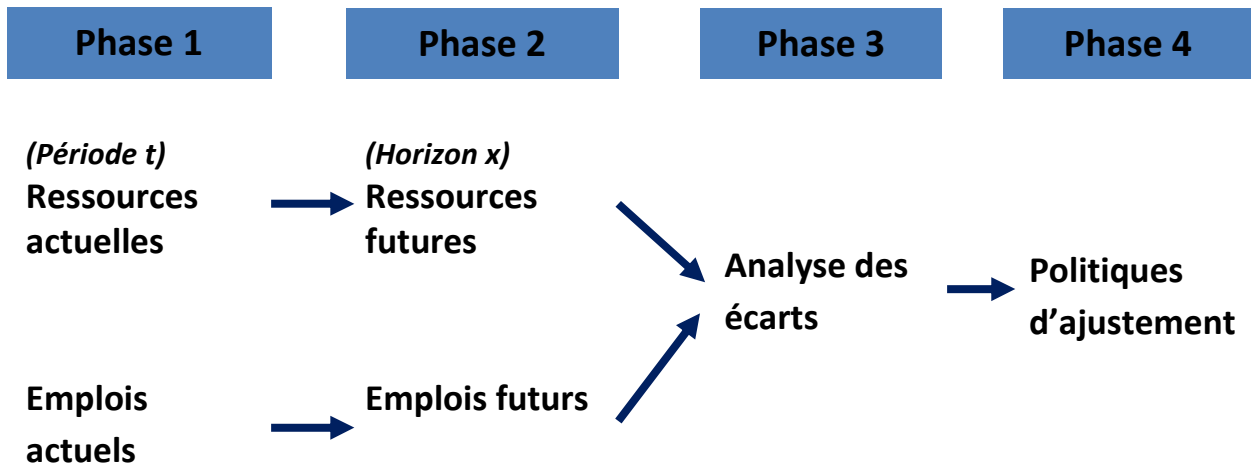 Phase 1
Phase 2
Phase 3
Phase 4
(Période t)
Ressources
actuelles
(Horizon x)
Ressources
futures
Analyse des
écarts
Politiques
d’ajustement
Emplois
actuels
Emplois futurs